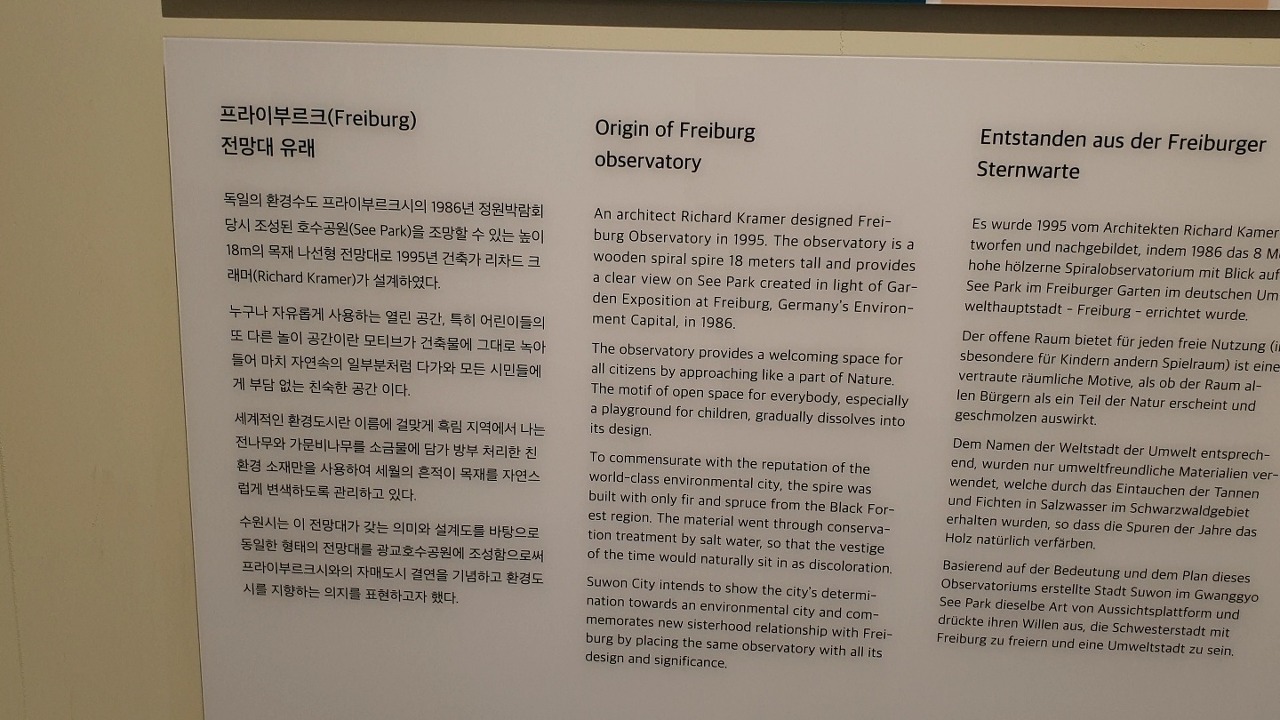 프라이부르크(Freiburg)
전망대 유래
독일의 환경수도 프라이부르크시의 1986년 정원박람회
당시 조성된 호수공원(See Park)을 조망할 수 있는 높이
18m의 목재 나선형 전망대로 1995년 건축가 리차드 크
래머(Richard Kramer)가 설계하였다.
누구나 자유롭게 사용하는 열린 공간, 특히 어린이들의
또 다른 놀이 공간이란 모티브가 건축물에 그대로 녹아
들어 마치 자연속의 일부분처럼 다가와 모든 시민들에
게 부담 없는 친숙한 공간 이다.
세계적인 환경도시란 이름에 걸맞게 흑림 지역에서 나는
전나무와 가문비나무를 소금물에 담가 방부 처리한 친
환경 소재만을 사용하여 세월의 흔적이 목재를 자연스
럽게 변색하도록 관리하고 있다.
수원시는 이 전망대가 갖는 의미와 설계도를 바탕으로
동일한 형태의 전망대를 광교호수공원에 조성함으로써
프라이부르크시와의 자매도시 결연을 기념하고 환경도
시를 지향하는 의지를 표현하고자 했다.
Origin of Freiburg
observatory
An architect Richard Kramer designed Frei-
burg Observatory in 1995. The observatory is a
wooden spiral spire 18 meters tall and provides
a clear view on See Park created in light of Gar-
den Exposition at Freiburg, Germany's Environ-
ment Capital, in 1986.
The observatory provides a welcoming space for
all citizens by approaching like a part of Nature.
The motif of open space for everybody, especially
a playground for children, gradually dissolves into
its design.
To commensurate with the reputation of the
world-class environmental city, the spire was
built with only fir and spruce from the Black For-
est region. The material went through conserva-
tion treatment by salt water, so that the vestige
of the time would naturally sit in as discoloration.
Suwon City intends to show the city's determi-
nation towards an environmental city and com-
memorates new sisterhood relationship with Frei-
burg by placing the same observatory with all its
design and significance.
Entstanden aus der Freiburger
Sternwarte
Es wurde 1995 vom Architekten Richard Kamer
tworfen und nachgebildet, indem 1986 das 8 M
hohe hölzerne Spiralobservatorium mit Blick auf
See Park im Freiburger Garten im deutschen Um
welthauptstadt - Freiburg - errichtet wurde.
Der offene Raum bietet für jeden freie Nutzung (i
sbesondere für Kindern andern Spielraum) ist eine
vertraute räumliche Motive, als ob der Raum al-
len Bürgern als ein Teil der Natur erscheint und
geschmolzen auswirkt.
Dem Namen der Weltstadt der Umwelt entsprech-
end, wurden nur umweltfreundliche Materialien ver-
wendet, welche durch das Eintauchen der Tannen
und Fichten in Salzwasser im Schwarzwaldgebiet
erhalten wurden, so dass die Spuren der Jahre das
Holz natürlich verfärben.
Basierend auf der Bedeutung und dem Plan dieses
Observatoriums erstellte Stadt Suwon im Gwanggyo
See Park dieselbe Art von Aussichtsplattform und
drückte ihren Willen aus, die Schwesterstadt mit
Freiburg zu freiern und eine Umweltstadt zu sein.